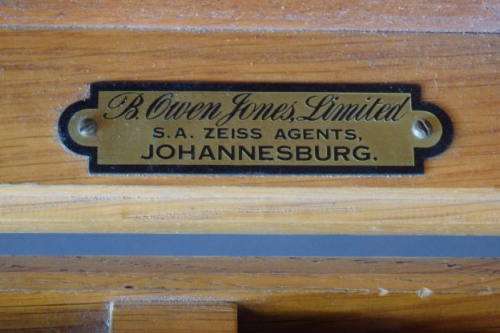 B. Owen Jones, Limited
S.A. ZEISS AGENTS,
JOHANNESBURG.